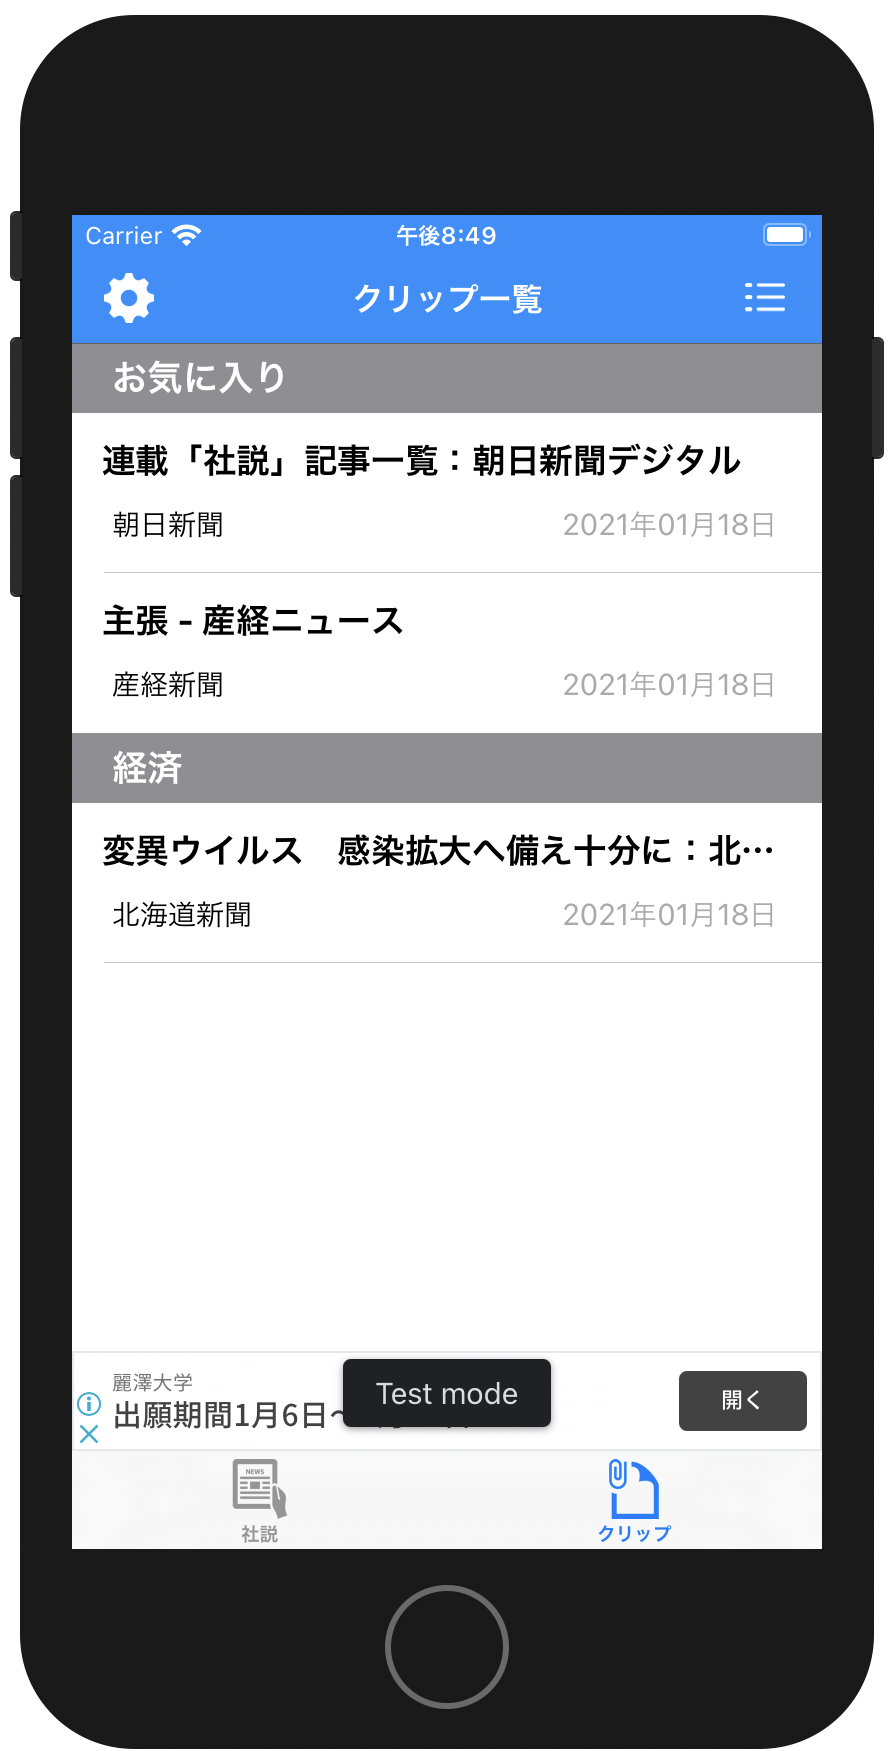 Carrier 午後8:49
クリップ一覧
お気に入り
連載「社説」記事一覧：朝日新聞デジタル
朝日新聞 2021年01月18日
主張 - 産経ニュース
産経新聞 2021年01月18日
経済
変異ウイルス　感染拡大へ備え十分に：北…
北海道新聞 2021年01月18日
麗澤大学
出願期間1月6日〜
Test mode
開く
NEWS
社説
クリップ